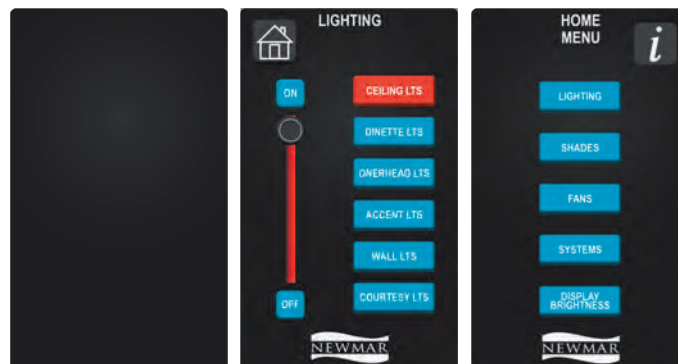 LIGHTING
ON
CEILING LTS
DINETTE LTS
OVERHEAD LTS
ACCENT LTS
WALL LTS
OFF
COURTESY LTS
NEWMAR
HOME
MENU
i
LIGHTING
SHADES
FANS
SYSTEMS
DISPLAY
BRIGHTNESS
NEWMAR